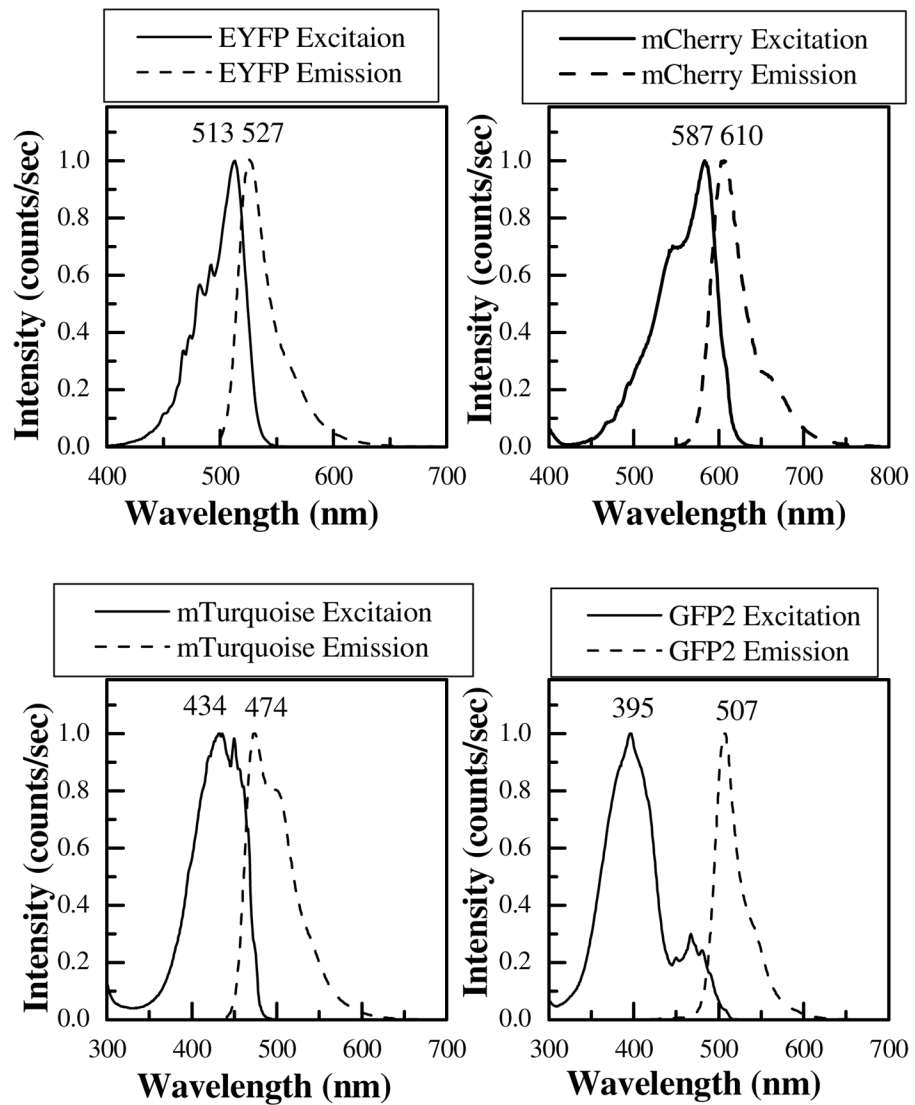 EYFP Excitaion
EYFP Emission
513 527
1.0
0.8
0.6
0.4
0.2
0.0
400 500 600 700
Intensity (counts/sec)
Wavelength (nm)
mCherry Excitation
mCherry Emission
587 610
1.0
0.8
0.6
0.4
0.2
0.0
400 500 600 700 800
Intensity (counts/sec)
Wavelength (nm)
mTurquoise Excitaion
mTurquoise Emission
434 474
1.0
0.8
0.6
0.4
0.2
0.0
300 400 500 600 700
Intensity (counts/sec)
Wavelength (nm)
GFP2 Excitation
GFP2 Emission
395 507
1.0
0.8
0.6
0.4
0.2
0.0
300 400 500 600 700
Intensity (counts/sec)
Wavelength (nm)